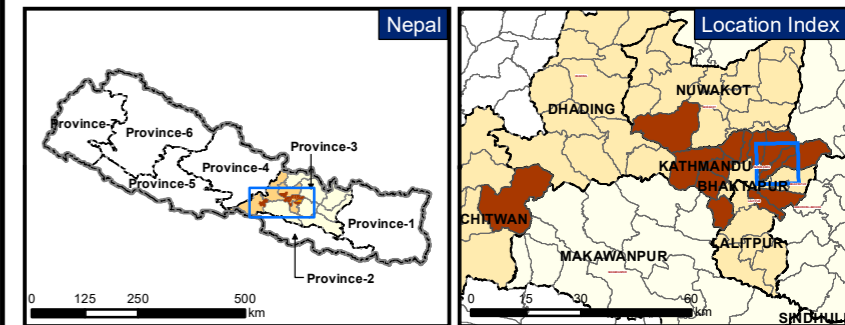 Nepal
Province-
Province-6
Province-5
Province-4
Province-3
Province-1
Province-2
0 125 250 500
km
Location Index
NUWAKOT
DHADING
KATHMANDU
BHAKTAPUR
CHITWAN
LALITPUR
MAKAWANPUR
SINDHULI
0 15 30 60
km